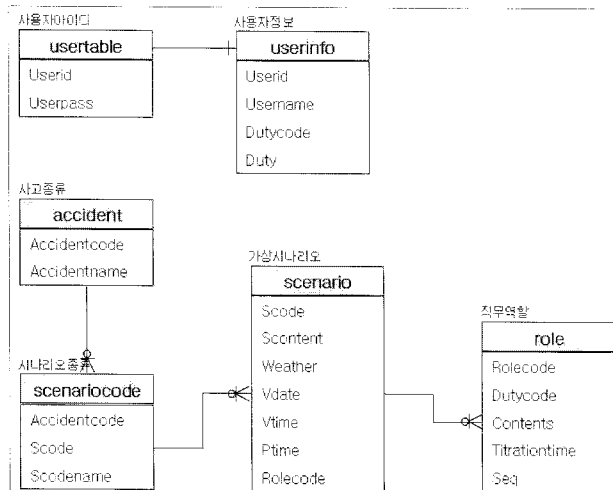 사용자아이디
usertable
Userid
Userpass
사용자정보
userinfo
Userid
Username
Dutycode
Duty
사고종류
accident
Accidentcode
Accidentname
시나리오종류
scenariocode
Accidentcode
Scode
Scodename
가상시나리오
scenario
Scode
Scontent
Weather
Vdate
Vtime
Ptime
Rolecode
직무역할
role
Rolecode
Dutycode
Contents
Titrationtime
Seq